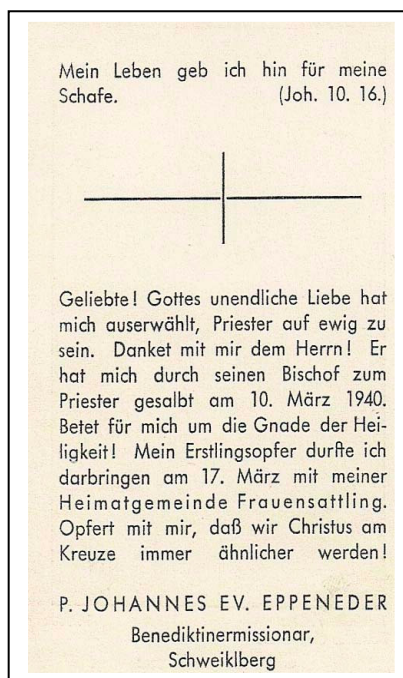 Mein Leben geb ich hin für meine
Schafe. (Joh. 10. 16.)
Geliebte! Gottes unendliche Liebe hat
mich auserwählt, Priester auf ewig zu
sein. Danket mit mir dem Herrn! Er
hat mich durch seinen Bischof zum
Priester gesalbt am 10. März 1940.
Betet für mich um die Gnade der Hei-
ligkeit! Mein Erstlingsopfer durfte ich
darbringen am 17. März mit meiner
Heimatgemeinde Frauensattling.
Opfert mit mir, daß wir Christus am
Kreuze immer ähnlicher werden!
P. JOHANNES EV. EPPENEDER
Benediktinermissionar,
Schweiklberg